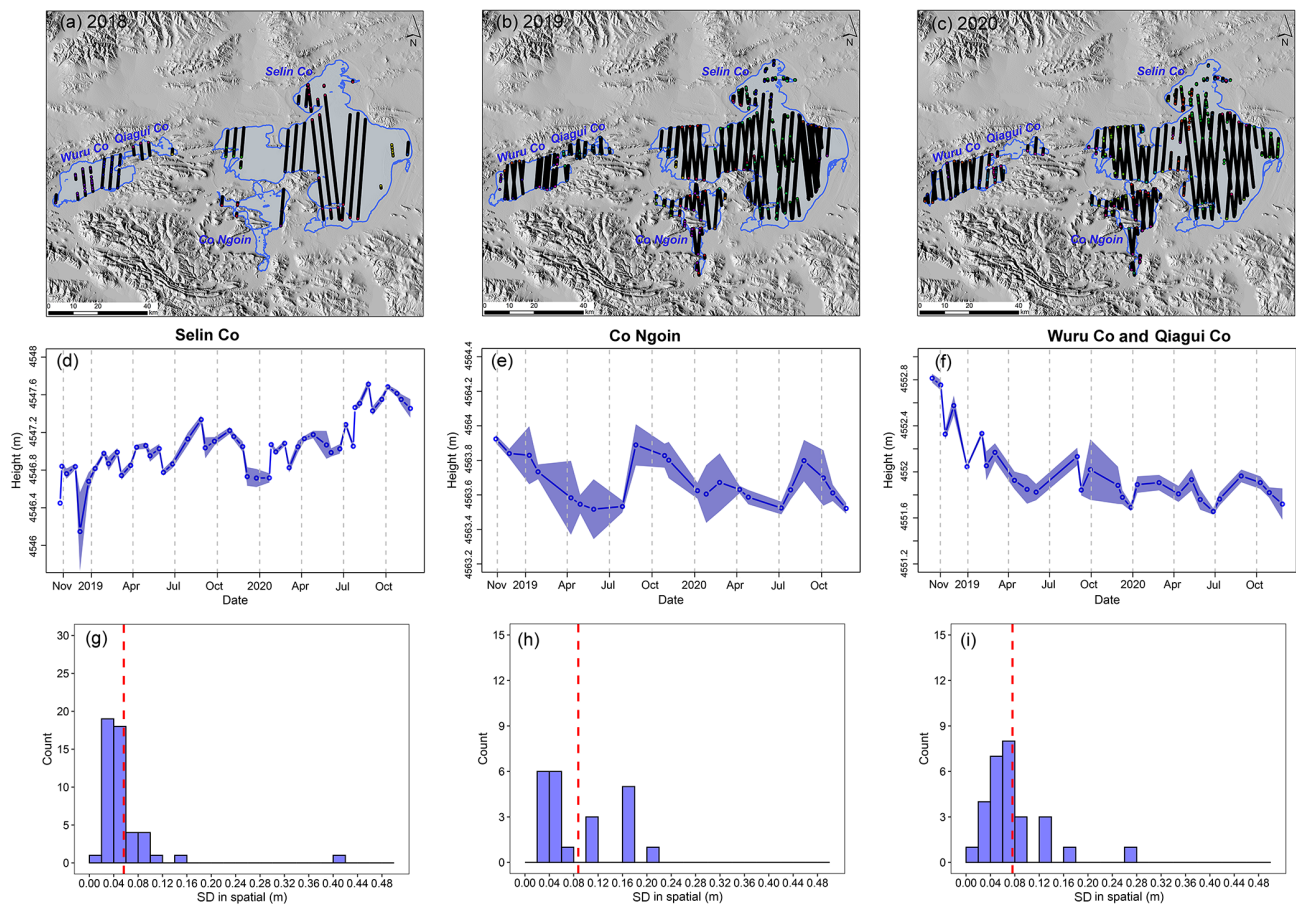 (a) 2018
N
Selin Co
Qiagui Co
Wuru Co
Co Ngoin
0 10 20 40
km
(b) 2019
N
Selin Co
Qiagui Co
Wuru Co
Co Ngoin
0 10 20 40
km
(c) 2020
N
Selin Co
Qiagui Co
Wuru Co
Co Ngoin
0 10 20 40
km
Selin Co
(d)
Height (m)
4548
4547.6
4547.2
4546.8
4546.4
4546
Nov 2019 Apr Jul Oct 2020 Apr Jul Oct
Date
Co Ngoin
(e)
Height (m)
4564.4
4564.2
4564
4563.8
4563.6
4563.4
4563.2
Nov 2019 Apr Jul Oct 2020 Apr Jul Oct
Date
Wuru Co and Qiagui Co
(f)
Height (m)
4552.8
4552.4
4552
4551.6
4551.2
Nov 2019 Apr Jul Oct 2020 Apr Jul Oct
Date
(g)
Count
30
25
20
15
10
5
0
0.00 0.04 0.08 0.12 0.16 0.20 0.24 0.28 0.32 0.36 0.40 0.44 0.48
SD in spatial (m)
(h)
Count
15
12
9
6
3
0
0.00 0.04 0.08 0.12 0.16 0.20 0.24 0.28 0.32 0.36 0.40 0.44 0.48
SD in spatial (m)
(i)
Count
15
12
9
6
3
0
0.00 0.04 0.08 0.12 0.16 0.20 0.24 0.28 0.32 0.36 0.40 0.44 0.48
SD in spatial (m)